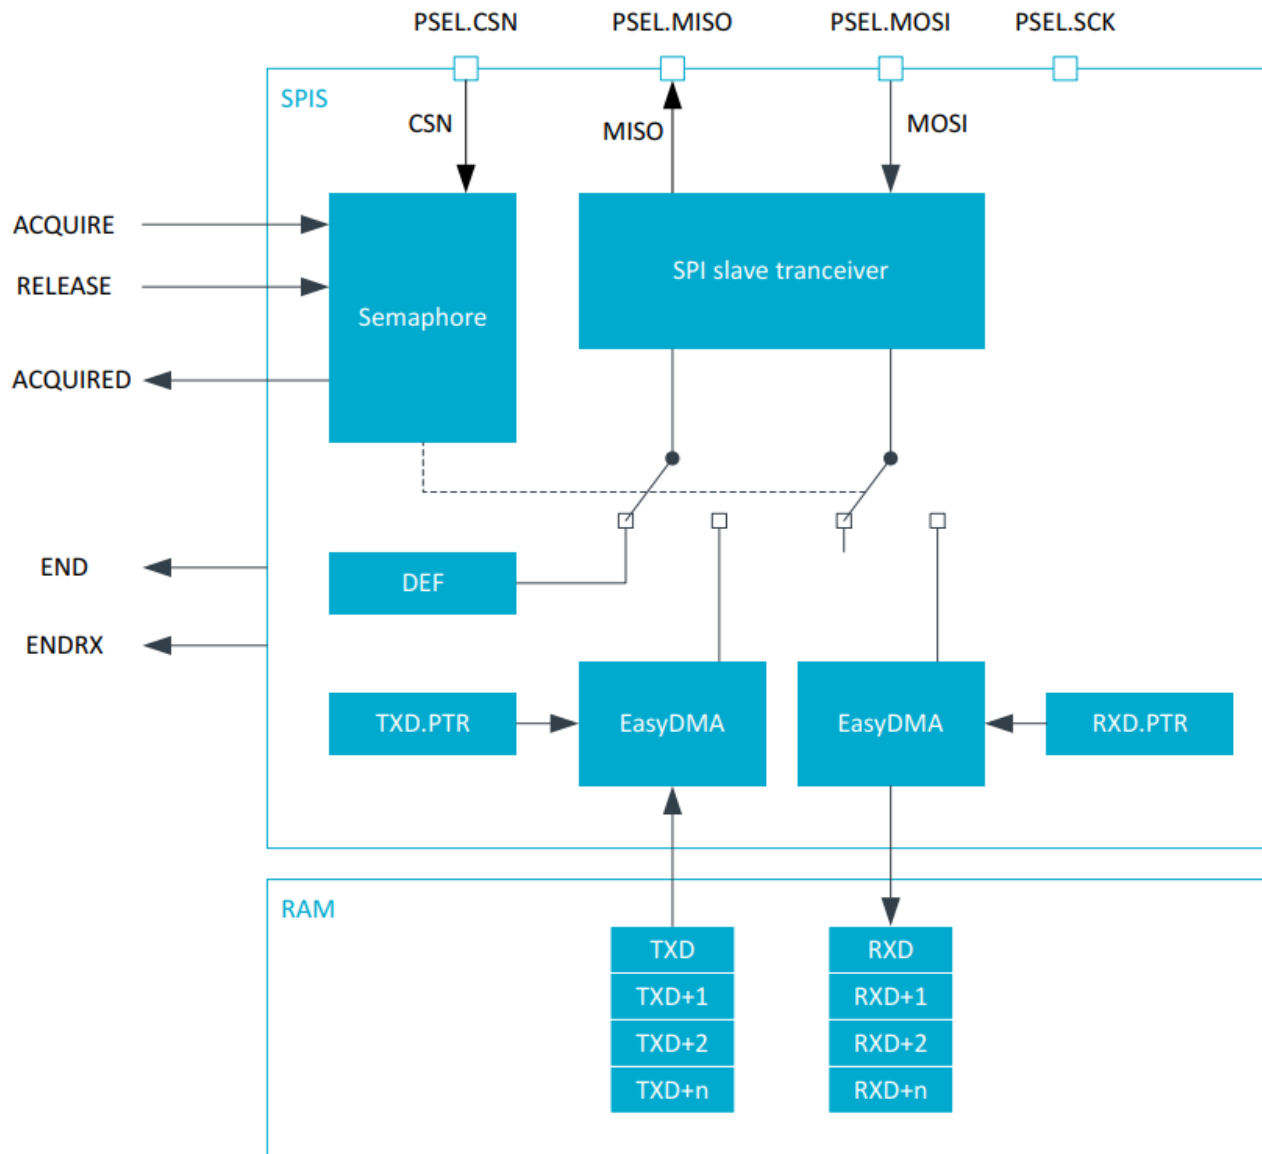 PSEL.CSN PSEL.MISO PSEL.MOSI PSEL.SCK
SPIS
CSN MISO MOSI
ACQUIRE
RELEASE
ACQUIRED
Semaphore
SPI slave tranceiver
END
ENDRX
DEF
TXD.PTR EasyDMA EasyDMA RXD.PTR
RAM
TXD RXD
TXD+1 RXD+1
TXD+2 RXD+2
TXD+n RXD+n